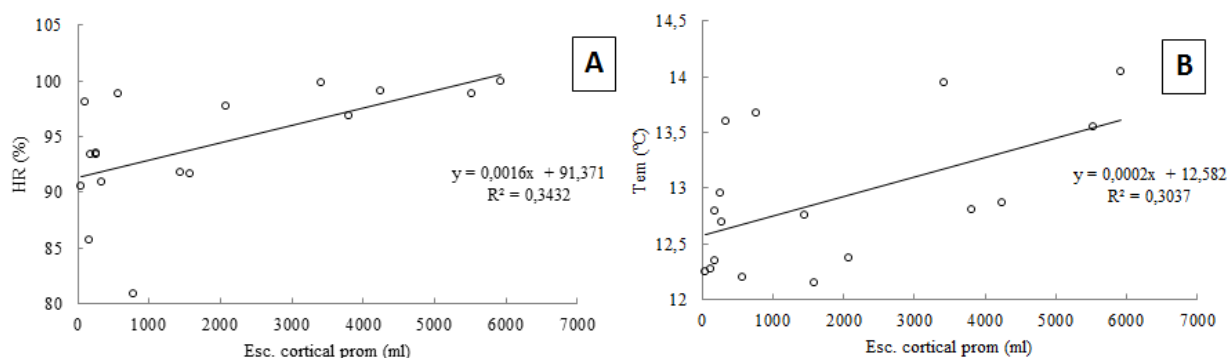 105
100
95
90
85
80
HR (%)
A
y = 0,0016x + 91,371
R² = 0,3432
0 1000 2000 3000 4000 5000 6000 7000
Esc. cortical prom (ml)
14,5
14
13,5
13
12,5
12
Tem (ºC)
B
y = 0,0002x + 12,582
R² = 0,3037
0 1000 2000 3000 4000 5000 6000 7000
Esc. cortical prom (ml)